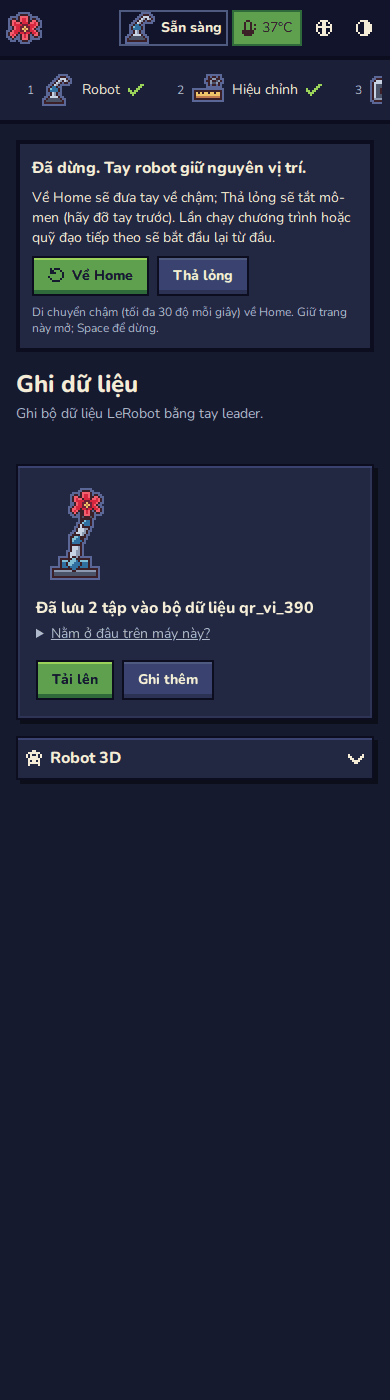 Sẵn sàng
37°C
1 Robot
2 Hiệu chỉnh
3
Đã dừng. Tay robot giữ nguyên vị trí.
Về Home sẽ đưa tay về chậm; Thả lỏng sẽ tắt mô-
men (hãy đỡ tay trước). Lần chạy chương trình hoặc
quỹ đạo tiếp theo sẽ bắt đầu lại từ đầu.
Về Home
Thả lỏng
Di chuyển chậm (tối đa 30 độ mỗi giây) về Home. Giữ trang
này mở; Space để dừng.
Ghi dữ liệu
Ghi bộ dữ liệu LeRobot bằng tay leader.
Đã lưu 2 tập vào bộ dữ liệu qr_vi_390
Nằm ở đâu trên máy này?
Tải lên
Ghi thêm
Robot 3D